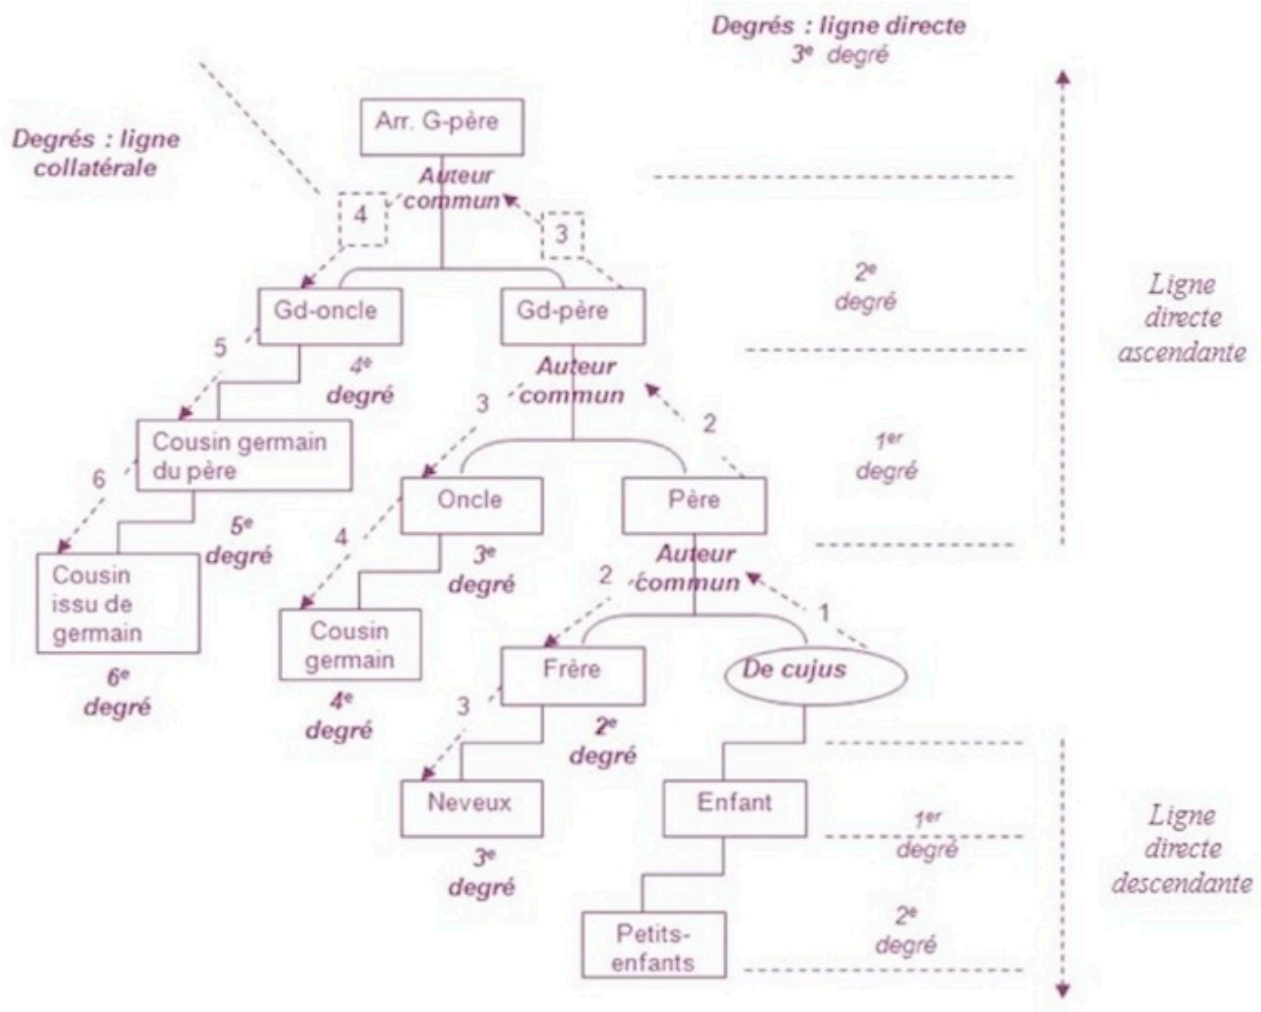 Degrés : ligne directe
3e degré
Arr. G-père
Degrés : ligne
collatérale
Auteur
commun
4
3
2e
degré
Ligne
directe
ascendante
Gd-oncle
Gd-père
5
4e
degré
Auteur
commun
3
2
Cousin germain
du père
1er
degré
6
5e
degré
Oncle
Père
4
3e
degré
Auteur
commun
2
1
Cousin
issu de
germain
6e
degré
Cousin
germain
4e
degré
Frère
De cujus
3
2e
degré
Neveux
3e
degré
Enfant
1er
degré
Ligne
directe
descendante
Petits-
enfants
2e
degré